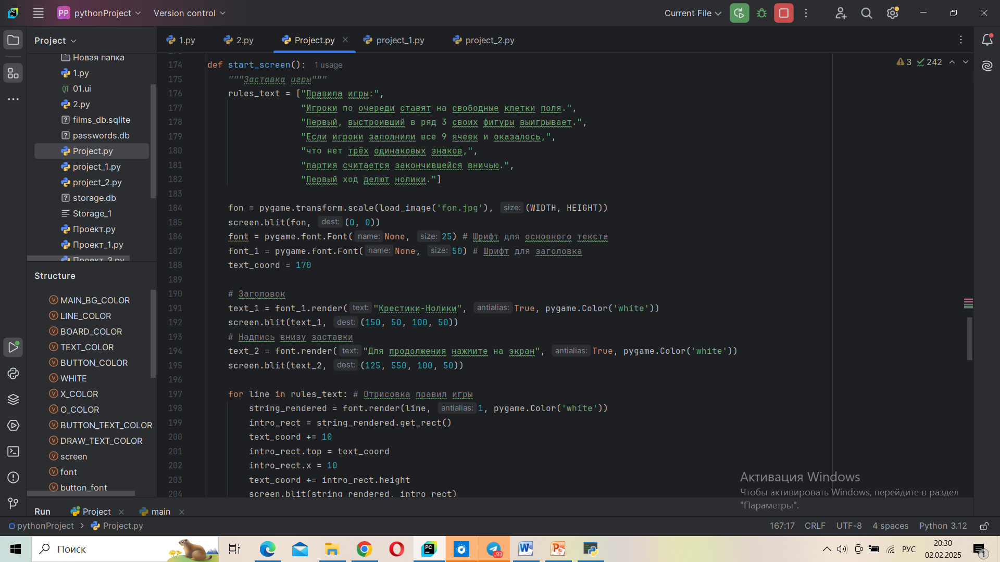 PP pythonProject Version control Current File
Project 1.py 2.py Project.py project_1.py project_2.py
Новая папка
1.py
01.ui
2.py
films_db.sqlite
passwords.db
Project.py
project_1.py
project_2.py
storage.db
Storage_1
Проект.py
Проект_1.py
Проект_3.py
Structure
MAIN_BG_COLOR
LINE_COLOR
BOARD_COLOR
TEXT_COLOR
BUTTON_COLOR
WHITE
X_COLOR
O_COLOR
BUTTON_TEXT_COLOR
DRAW_TEXT_COLOR
screen
font
button_font
3 242
174 def start_screen(): 1 usage
175 """Заставка игры"""
176 rules_text = ["Правила игры:",
177 "Игроки по очереди ставят на свободные клетки поля.",
178 "Первый, выстроивший в ряд 3 своих фигуры выигрывает.",
179 "Если игроки заполнили все 9 ячеек и оказалось,",
180 "что нет трёх одинаковых знаков,",
181 "партия считается закончившейся вничью.",
182 "Первый ход делют нолики."]
183
184 fon = pygame.transform.scale(load_image('fon.jpg'), size: (WIDTH, HEIGHT))
185 screen.blit(fon, dest: (0, 0))
186 font = pygame.font.Font( name: None, size: 25) # Шрифт для основного текста
187 font_1 = pygame.font.Font( name: None, size: 50) # Шрифт для заголовка
188 text_coord = 170
189
190 # Заголовок
191 text_1 = font_1.render( text: "Крестики-Нолики", antialias: True, pygame.Color('white'))
192 screen.blit(text_1, dest: (150, 50, 100, 50))
193 # Надпись внизу заставки
194 text_2 = font.render( text: "Для продолжения нажмите на экран", antialias: True, pygame.Color('white'))
195 screen.blit(text_2, dest: (125, 550, 100, 50))
196
197 for line in rules_text: # Отрисовка правил игры
198 string_rendered = font.render(line, antialias: 1, pygame.Color('white'))
199 intro_rect = string_rendered.get_rect()
200 text_coord += 10
201 intro_rect.top = text_coord
202 intro_rect.x = 10
203 text_coord += intro_rect.height
204 screen.blit(string_rendered, intro_rect)
Активация Windows
Чтобы активировать Windows, перейдите в раздел
"Параметры".
Run Project main
pythonProject Project.py 167:17 CRLF UTF-8 4 spaces Python 3.12
Поиск
РУС
20:30
02.02.2025